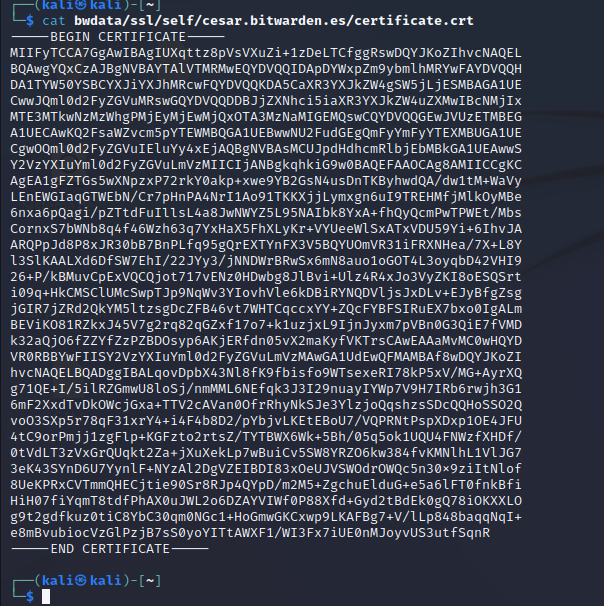 ┌──(kali㉿kali)-[~]
└─$ cat bwdata/ssl/self/cesar.bitwarden.es/certificate.crt
-----BEGIN CERTIFICATE-----
MIIFyTCCA7GgAwIBAgIUXqttz8pVsVXuZi+1zDeLTCfggRswDQYJKoZIhvcNAQEL
BQAwgYQxCzAJBgNVBAYTAlVTMRMwEQYDVQQIDApDYWxpZm9ybmlhMRYwFAYDVQQH
DA1TYW50YSBCYXJiYXJhMRcwFQYDVQQKDA5CaXR3YXJkZW4gSW5jLjESMBAGA1UE
CwwJQml0d2FyZGVuMRswGQYDVQQDDBJjZXNhci5iaXR3YXJkZW4uZXMwIBcNMjIx
MTE3MTkwNzMzWhgPMjEyMjEwMjQxOTA3MzNaMIGEMQswCQYDVQQGEwJVUzETMBEG
A1UECAwKQ2FsaWZvcm5pYTEWMBQGA1UEBwwNU2FudGEgQmFyYmFyYTEXMBUGA1UE
CgwOQml0d2FyZGVuIEluYy4xEjAQBgNVBAsMCUJpdHdhcmRlbjEbMBkGA1UEAwwS
Y2VzYXIuYml0d2FyZGVuLmVzMIICIjANBgkqhkiG9w0BAQEFAAOCAg8AMIICCgKC
AgEA1gFZTGs5wXNpzxP72rkY0akp+xwe9YB2GsN4usDnTKByhwdQA/dw1tM+WaVy
LEnEWGIaqGTWEbN/Cr7pHnPA4NrI1Ao91TKKXjjLymxgn6uI9TREHMfjMlkOyMBe
6nxa6pQagi/pZTtdFuIllsL4a8JwNWYZ5L95NAIbk8YxA+fhQyQcmPwTPWEt/Mbs
CornxS7bWNb8q4f46Wzh63q7YxHaX5FhXLyKr+VYUeeWlSxATxVDU59Yi+6IhvJA
ARQPpJd8P8xJR30bB7BnPLfq95gQrEXTYnFX3V5BQYUOmVR31iFRXNHea/7X+L8Y
l3SlKAALXd6DfSW7EhI/22JYy3/jNNDWrBRwSx6mN8auo1oGOT4L3oyqbD42VHI9
26+P/kBMuvCpExVQCQjot717vENz0HDwbg8JlBvi+Ulz4R4xJo3VyZKI8oESQSrt
i09q+HkCMSClUMcSwpTJp9NqWv3YIovhVle6kDBiRYNQDVljsJxDLv+EJyBfgZsg
jGIR7jZRd2QkYM5ltzsgDcZFB46vt7WHTCqccxYY+ZQcFYBFSIRuEX7bxo0IgALm
BEViKO81RZkxJ45V7g2rq82qGZxf17o7+k1uzjxL9IjnJyxm7pVBn0G3QiE7fVMD
k32aQjO6fZZYfZzPZBDOsyp6AKjERfdn05vX2maKyfVKTrsCAwEAAaMvMC0wHQYD
VR0RBBYwFIISY2VzYXIuYml0d2FyZGVuLmVzMAwGA1UdEwQFMAMBAf8wDQYJKoZI
hvcNAQELBQADggIBALqovDpbX43Nl8fK9fbisfo9WTsexeRI78kP5xV/MG+AyrXQ
g71QE+I/5ilRZGmwU8loSj/nmMML6NEfqk3J3I29nuayIYWp7V9H7IRb6rwjh3G1
6mF2XxdTvDkOWcjGxa+TTV2cAVan0OfrRhyNkSJe3YlzjoQqshzsSDcQQHoSSO2Q
voO3SXp5r78qF31xrY4+i4F4b8D2/pYbjvLKEtEBoU7/VQPRNtPspXDxp1OE4JFU
4tC9orPmjj1zgFlp+KGFzto2rtsZ/TYTBWX6Wk+5Bh/05q5ok1UQU4FNWzfXHDf/
0tVdLT3zVxGrQUqkt2Za+jXuXekLp7wBuiCv5SW8YRZO6kw384fvKMNlhL1VlJG7
3eK43SYnD6U7YynlF+NYzAl2DgVZEIBDI83xOeUJVSWOdrOWQc5n30×9ziItNlof
8UeKPRxCVTmmQHECjtie90Sr8RJp4QYpD/m2M5+ZgchuElduG+e5a6lFT0fnkBfi
HiH07fiYqmT8tdfPhAX0uJWL2o6DZAYVIWf0P88Xfd+Gyd2tBdEk0gQ78iOKXXLO
g9t2gdfkuz0tiC8YbC30qm0NGc1+HoGmwGKCxwp9LKAFBg7+V/lLp848baqqNqI+
e8mBvubiocVzGlPzjB7sS0yoYITtAWXF1/WI3Fx7iUE0nMJoyvUS3utfSqnR
-----END CERTIFICATE-----
┌──(kali㉿kali)-[~]
└─$